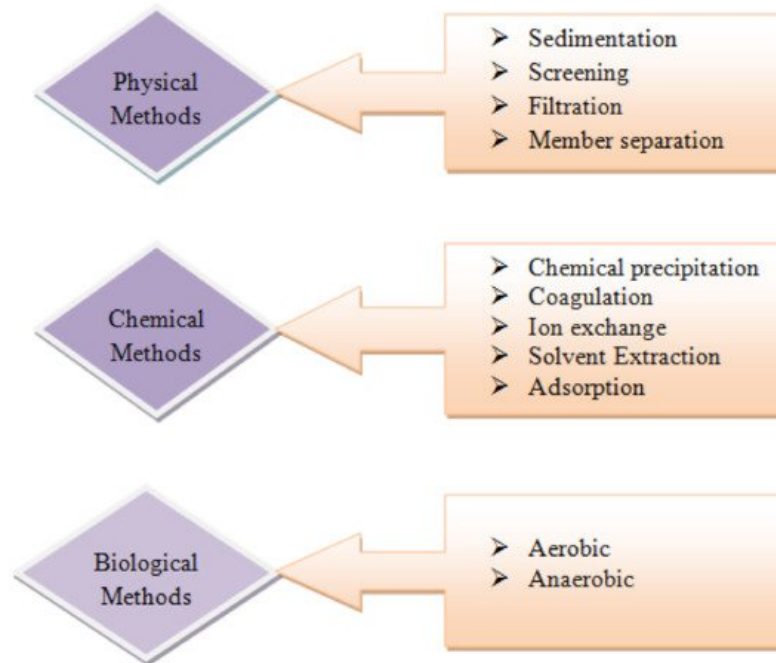 Physical
Methods
➢ Sedimentation
➢ Screening
➢ Filtration
➢ Member separation
Chemical
Methods
➢ Chemical precipitation
➢ Coagulation
➢ Ion exchange
➢ Solvent Extraction
➢ Adsorption
Biological
Methods
➢ Aerobic
➢ Anaerobic